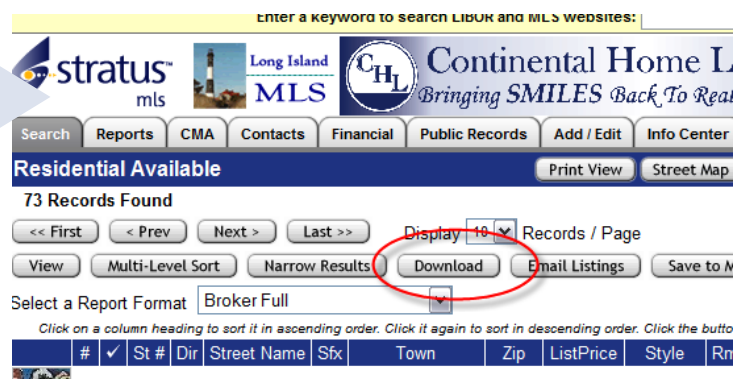 Enter a keyword to search LIBOR and MLS websites:
stratus™
mls
Long Island
MLS
CHL
Continental Home L
Bringing SMILES Back To Real
Search Reports CMA Contacts Financial Public Records Add / Edit Info Center
Residential Available Print View Street Map
73 Records Found
<< First < Prev Next > Last >> Display 10 Records / Page
View Multi-Level Sort Narrow Results Download Email Listings Save to M
Select a Report Format Broker Full
Click on a column heading to sort it in ascending order. Click it again to sort in descending order. Click the butto
# ✓ St # Dir Street Name Sfx Town Zip ListPrice Style Rm